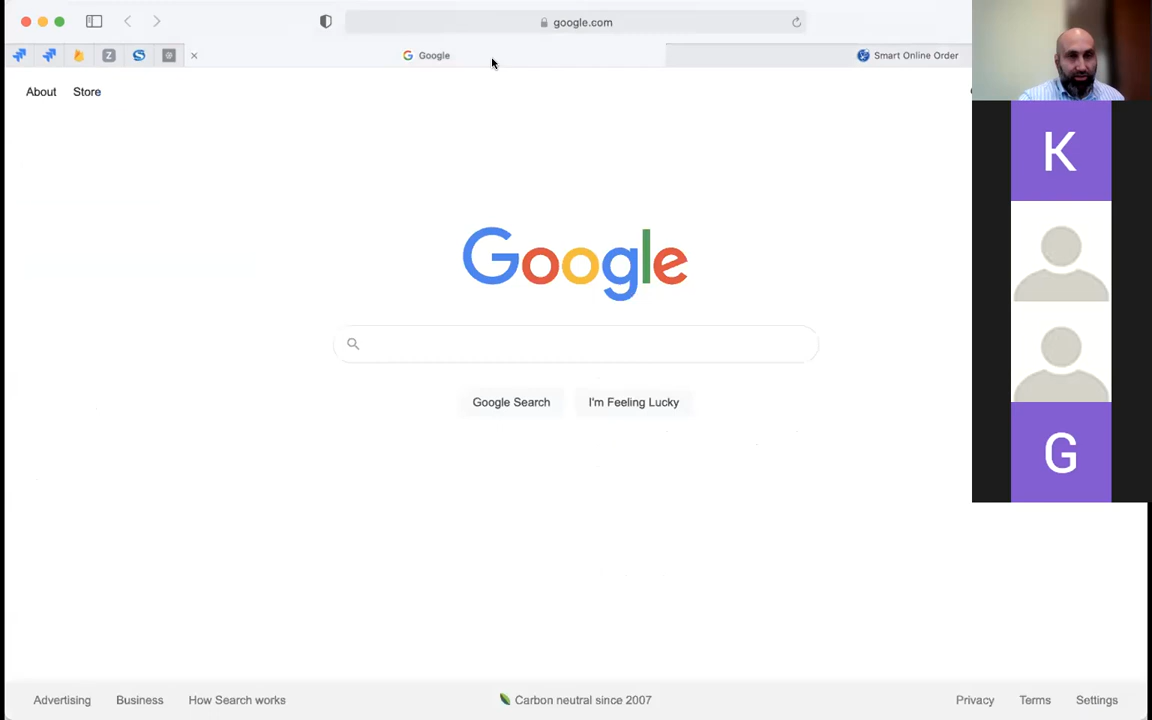 google.com
Z
S
Google
Smart Online Order
About
Store
K
Google
Google Search
I'm Feeling Lucky
G
Advertising
Business
How Search works
Carbon neutral since 2007
Privacy
Terms
Settings